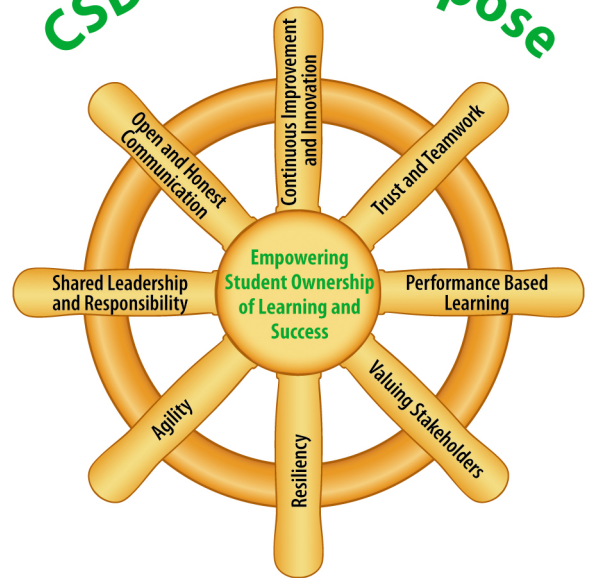 Continuous Improvement
and Innovation
Trust and Teamwork
Performance Based
Learning
Valuing Stakeholders
Resiliency
Agility
Shared Leadership
and Responsibility
Open and Honest
Communication
Empowering
Student Ownership
of Learning and
Success